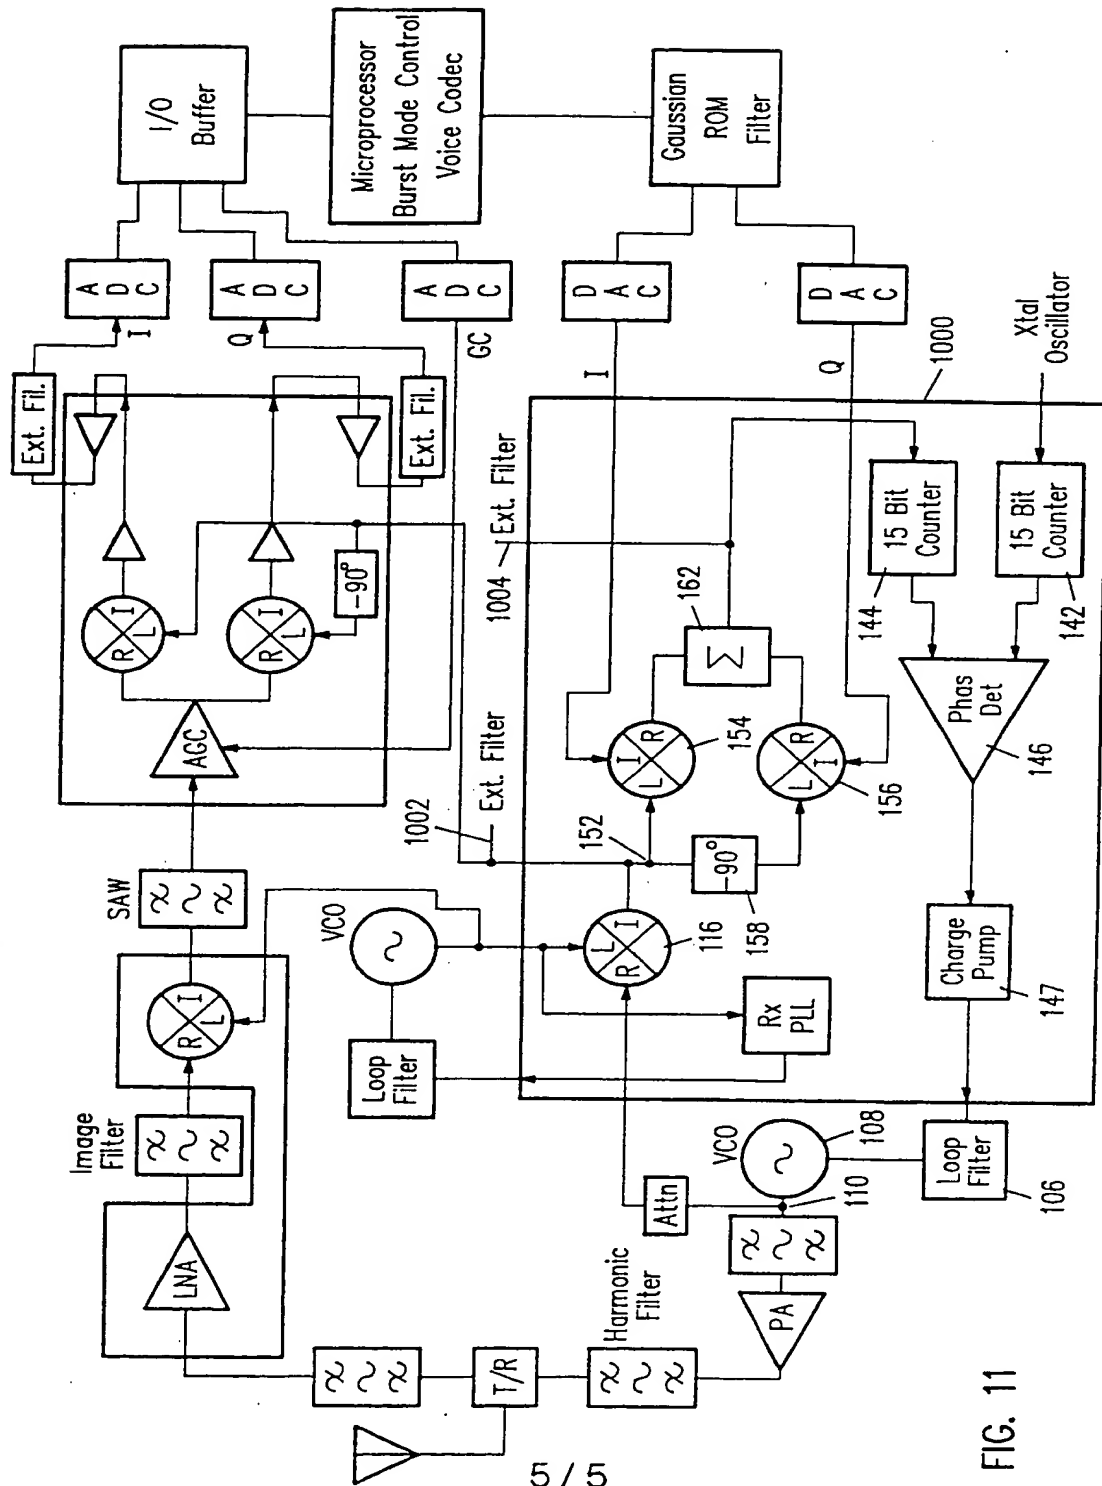 I/O
Buffer
Microprocessor
Burst Mode Control
Voice Codec
Gaussian
ROM
Filter
A
D
C
A
D
C
A
D
C
D
A
C
D
A
C
I
Q
GC
I
Q
Ext. Fil.
Ext. Fil.
Xtal
Oscillator
1000
R
I
L
R
I
L
-90°
AGC
SAW
1002
Ext. Filter
1004
Ext. Filter
162
Σ
144
15 Bit
Counter
15 Bit
Counter
142
I
L
R
154
L
R
I
156
152
-90°
158
Phas
Det
146
VCO
L
R
I
116
Rx
PLL
Charge
Pump
147
R
I
L
Image
Filter
LNA
Loop
Filter
VCO
108
110
Loop
Filter
106
Attn
Harmonic
Filter
PA
T/R
FIG. 11
5/5